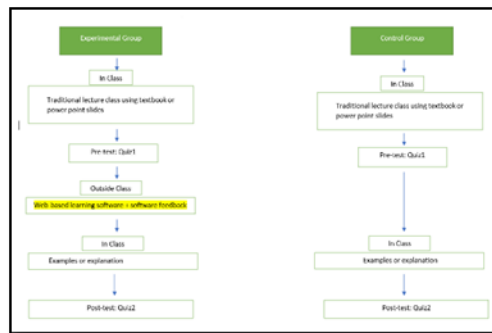 Experimental Group
In Class
Traditional lecture class using textbook or
power point slides
Pre-test: Quiz1
Outside Class
Web based learning software + software feedback
In Class
Examples or explanation
Post-test: Quiz2
Control Group
In Class
Traditional lecture class using textbook or
power point slides
Pre-test: Quiz1
In Class
Examples or explanation
Post-test: Quiz2